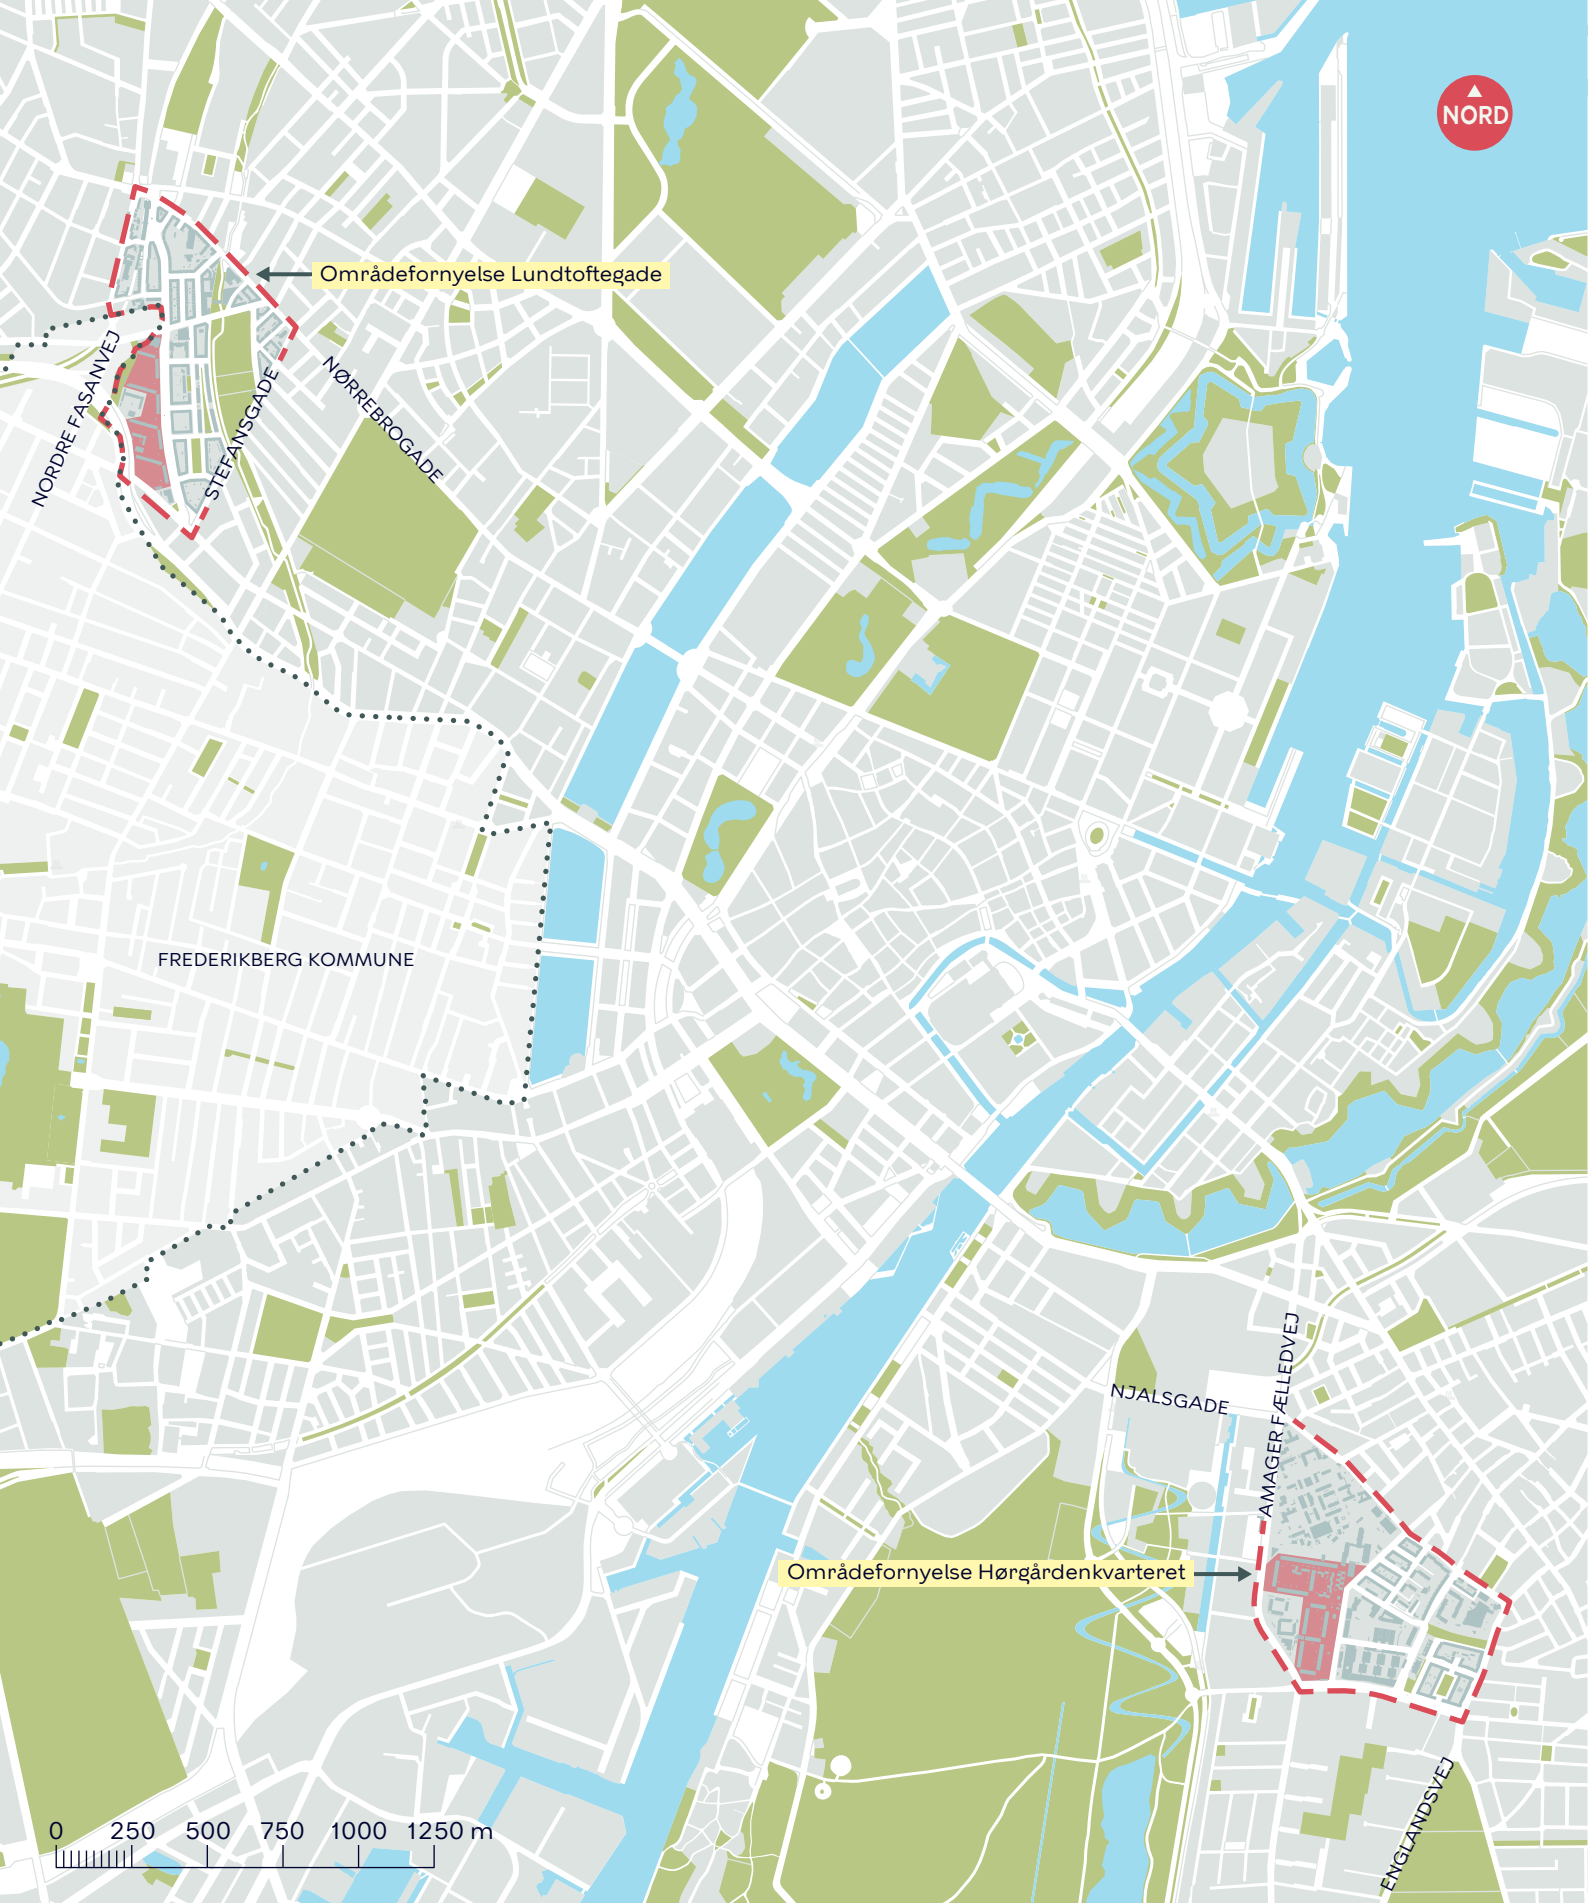 NORD
Områdefornyelse Lundtoftegade
NORDRE FASANVEJ
STEFANSGADE
NØRREBROGADE
FREDERIKBERG KOMMUNE
AMAGER FÆLLEDVEJ
NJALSGADE
Områdefornyelse Hørgårdenkvarteret
ENGLANDSVEJ
0 250 500 750 1000 1250 m